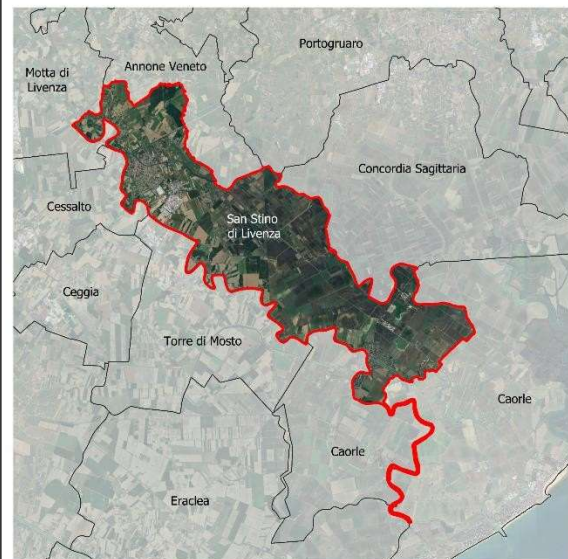 Portogruaro
Annone Veneto
Motta di
Livenza
Concordia Sagittaria
Cessalto
San Stino
di Livenza
Ceggia
Torre di Mosto
Caorle
Caorle
Eraclea